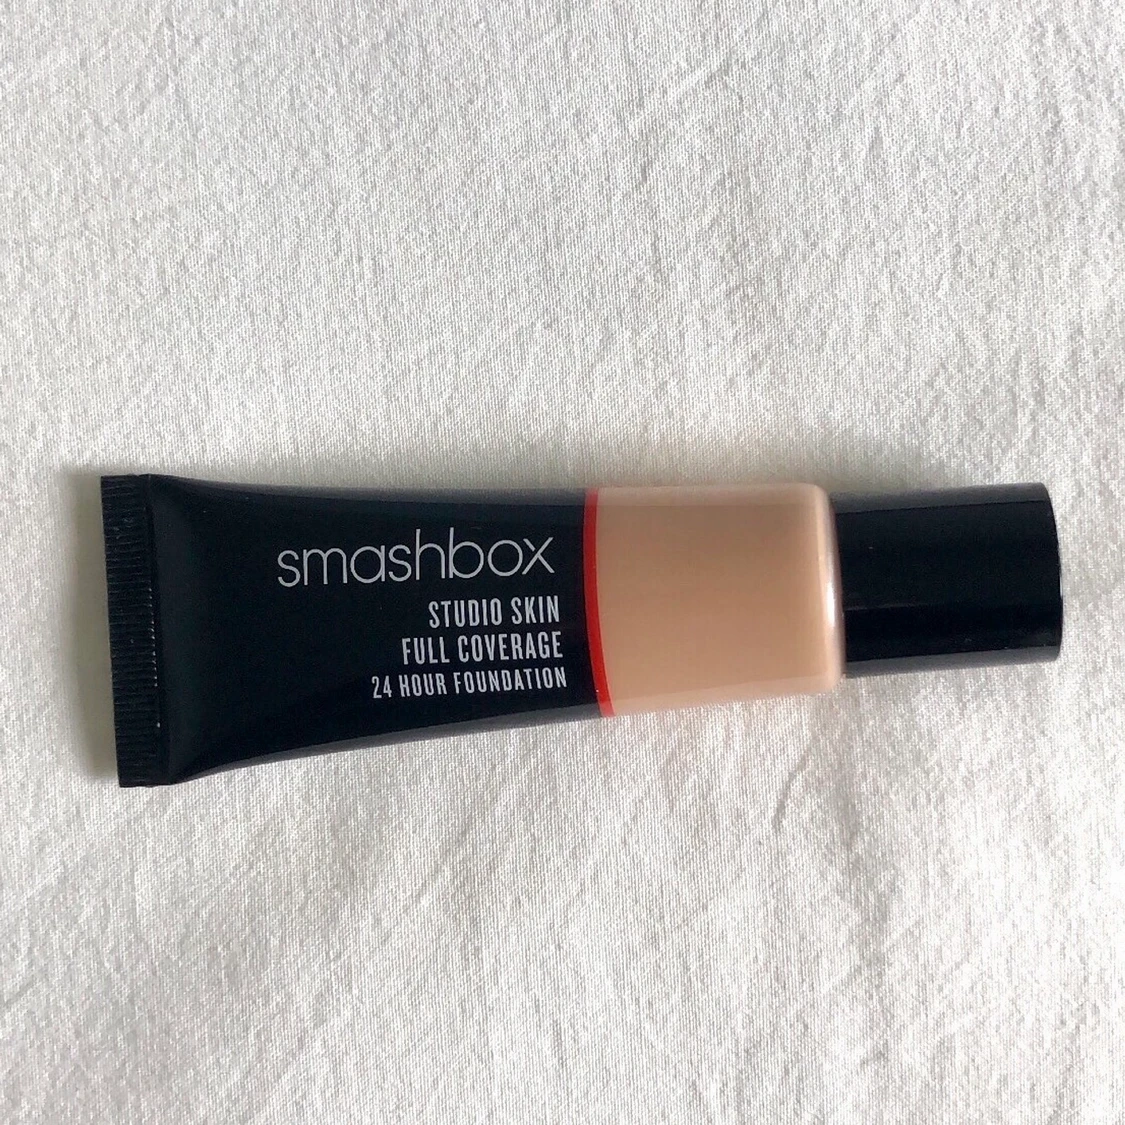 smashbox
STUDIO SKIN
FULL COVERAGE
24 HOUR FOUNDATION